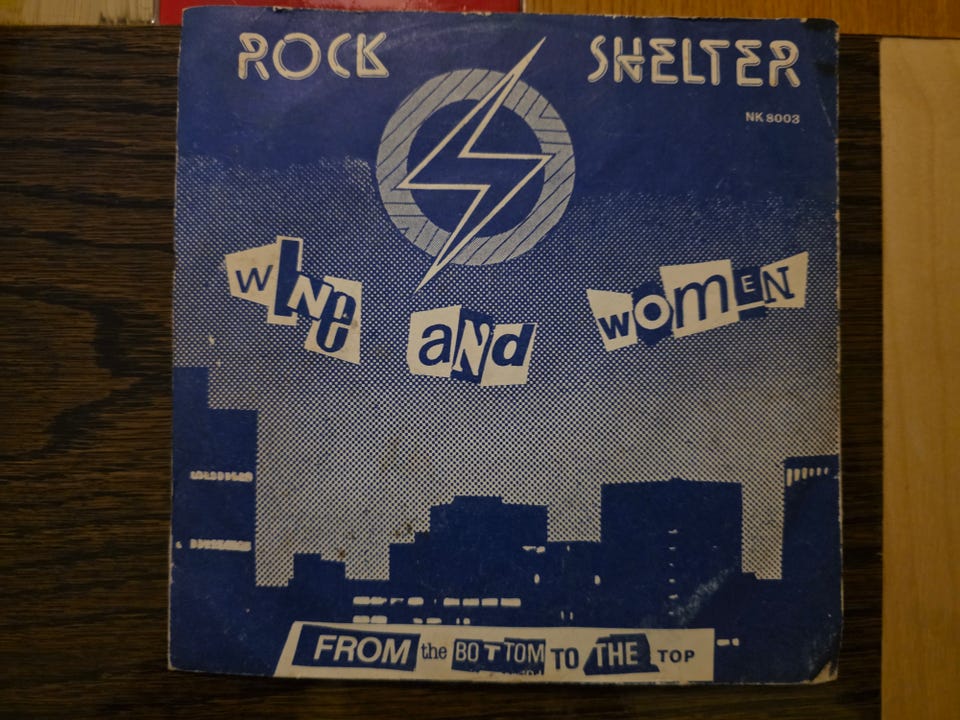 ROCK SHELTER
NK 8003
WINe and women
FROM the BOTTOM TO THE TOP